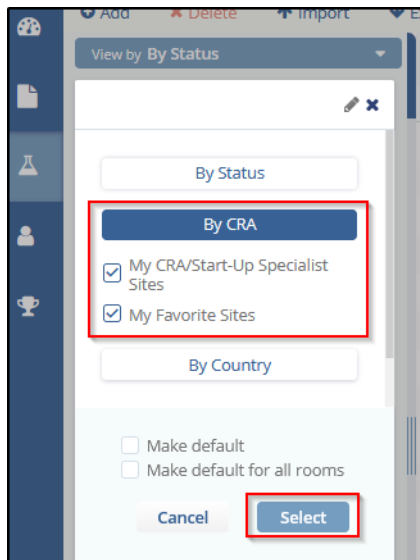 Add Delete Import E
View by By Status
By Status
By CRA
My CRA/Start-Up Specialist
Sites
My Favorite Sites
By Country
Make default
Make default for all rooms
Cancel Select